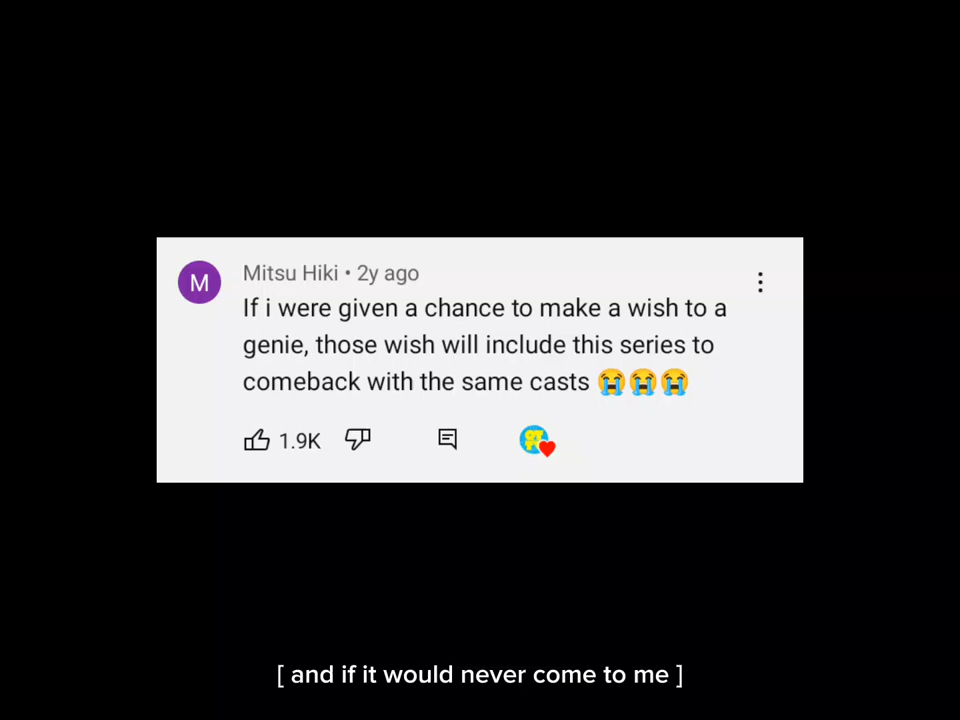 M
Mitsu Hiki • 2y ago
If i were given a chance to make a wish to a
genie, those wish will include this series to
comeback with the same casts 😭😭😭
1.9K
[ and if it would never come to me ]